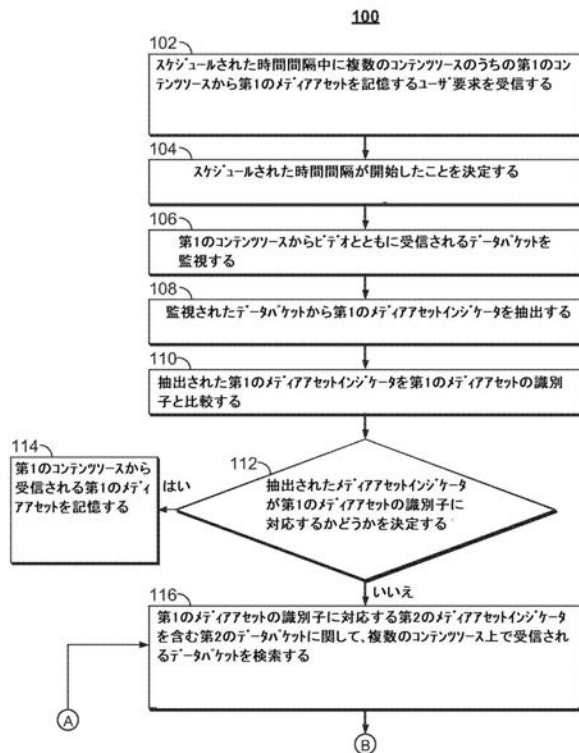 100
102
スケジュールされた時間間隔中に複数のコンテンツソースのうちの第1のコン
テンツソースから第1のメディアアセットを記憶するユーザ要求を受信する
104
スケジュールされた時間間隔が開始したことを決定する
106
第1のコンテンツソースからビデオとともに受信されるデータパケットを
監視する
108
監視されたデータパケットから第1のメディアアセットインジケータを抽出する
110
抽出された第1のメディアアセットインジケータを第1のメディアアセットの識別
子と比較する
112
抽出されたメディアアセットインジケータ
が第1のメディアアセットの識別子に
対応するかどうかを決定する
はい
114
第1のコンテンツソースから
受信される第1のメディ
アアセットを記憶する
いいえ
116
第1のメディアアセットの識別子に対応する第2のメディアアセットインジケータ
を含む第2のデータパケットに関して、複数のコンテンツソース上で受信され
るデータパケットを検索する
A
B